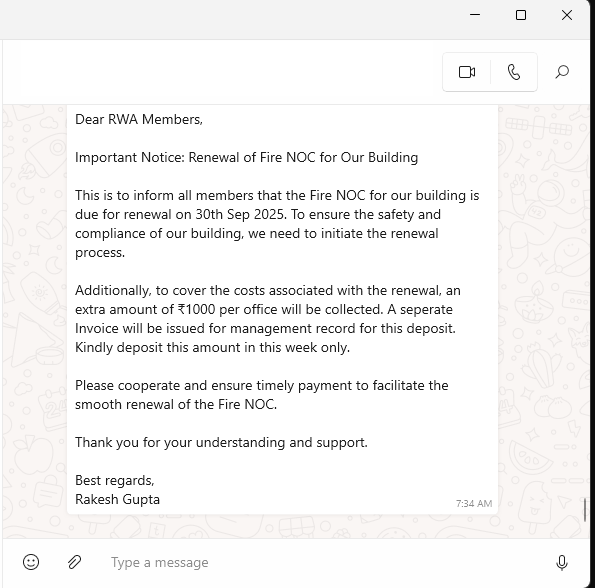 Dear RWA Members,
Important Notice: Renewal of Fire NOC for Our Building
This is to inform all members that the Fire NOC for our building is
due for renewal on 30th Sep 2025. To ensure the safety and
compliance of our building, we need to initiate the renewal
process.
Additionally, to cover the costs associated with the renewal, an
extra amount of ₹1000 per office will be collected. A seperate
Invoice will be issued for management record for this deposit.
Kindly deposit this amount in this week only.
Please cooperate and ensure timely payment to facilitate the
smooth renewal of the Fire NOC.
Thank you for your understanding and support.
Best regards,
Rakesh Gupta
7:34 AM
Type a message